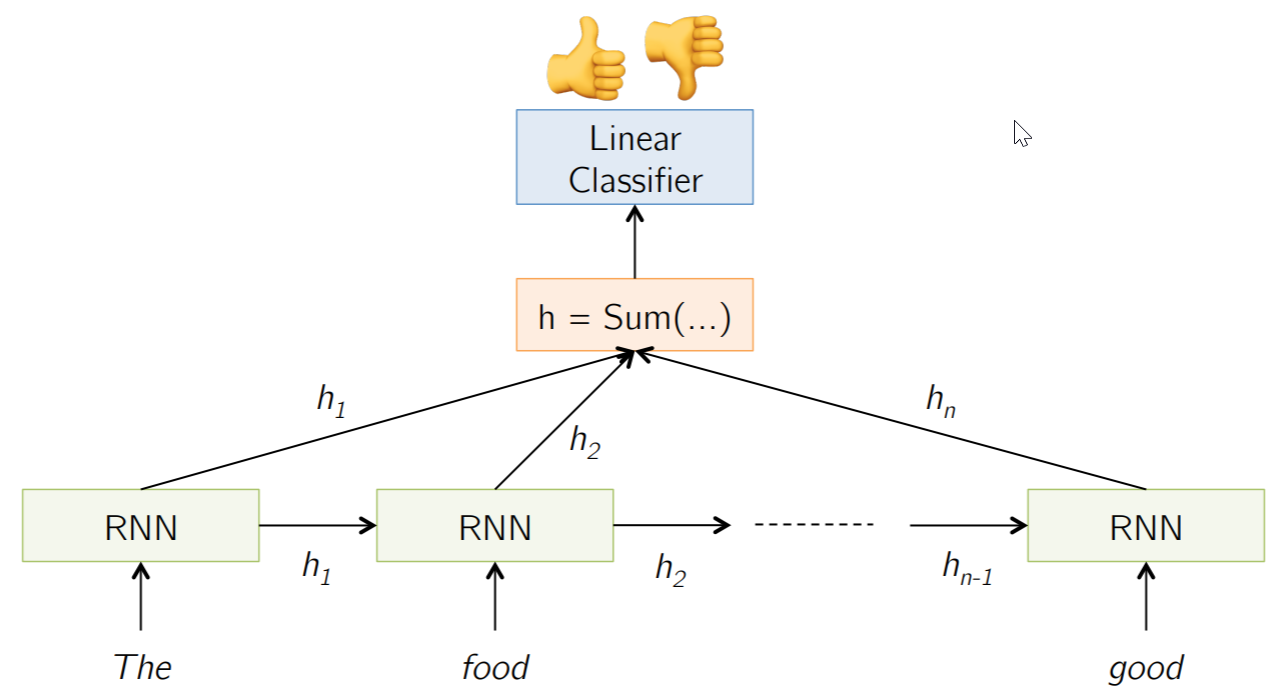 Linear
Classifier
h = Sum(...)
h1
h2
hn
RNN
RNN
RNN
h1
h2
hn-1
The
food
good